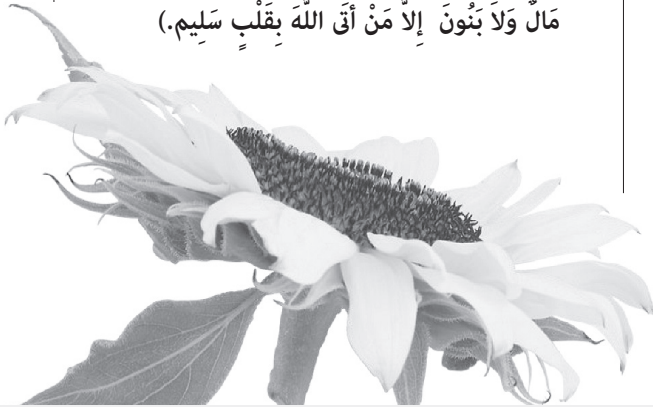 مَالٌ وَلاَ بَنُونَ إِلاَّ مَنْ أَتَى اللَّهَ بِقَلْبٍ سَلِيم.)